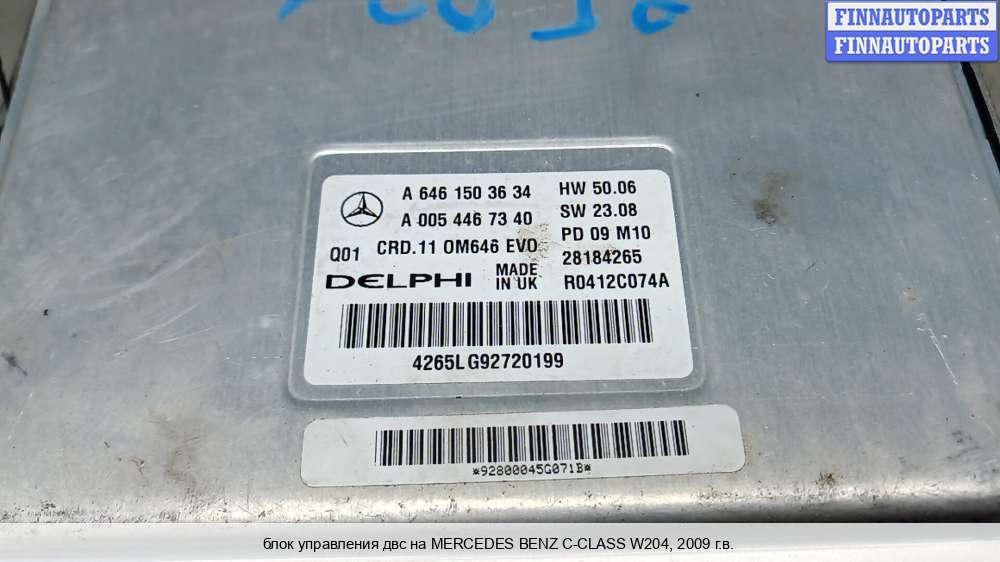 FINNAUTOPARTS
FINNAUTOPARTS
A 646 150 36 34 HW 50.06
A 005 446 73 40 SW 23.08
PD 09 M10
Q01 CRD.11 OM646 EVO 28184265
DELPHI MADE IN UK R0412C074A
4265LG92720199
*92800045G071B*
блок управления двс на MERCEDES BENZ C-CLASS W204, 2009 г.в.